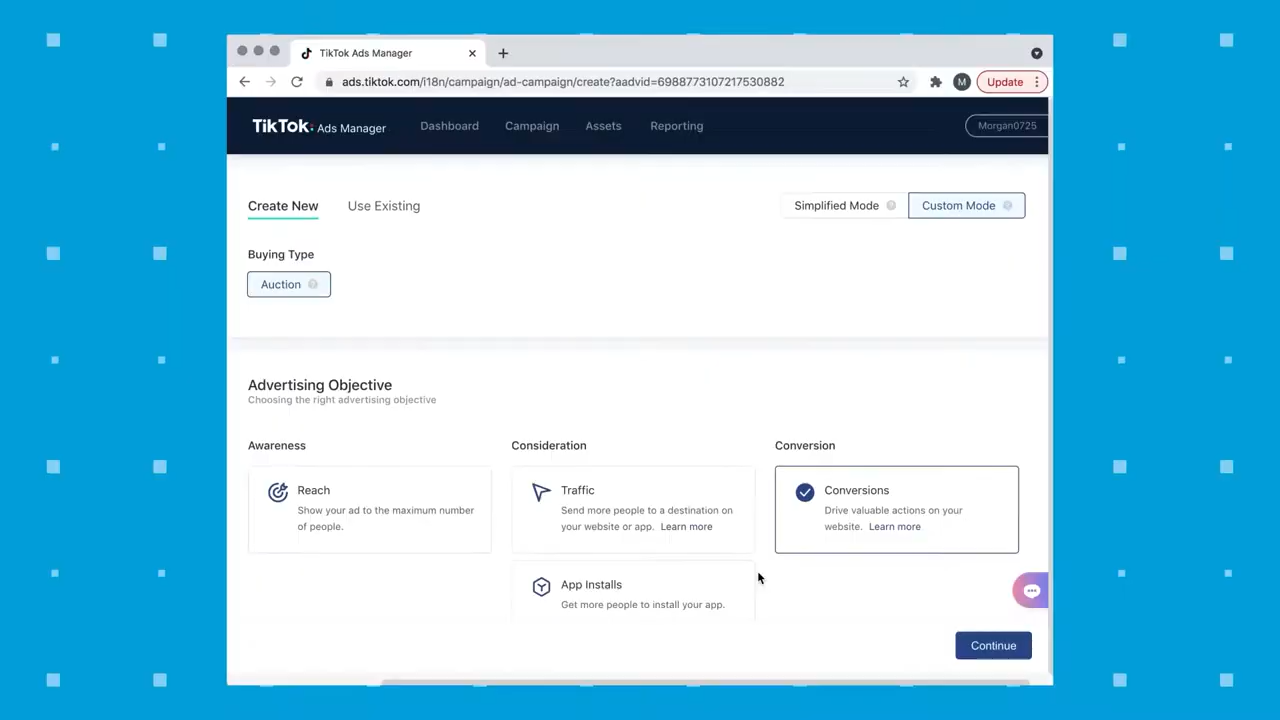 TikTok Ads Manager
ads.tiktok.com/i18n/campaign/ad-campaign/create?aadvid=6988773107217530882
M
Update
TikTok: Ads Manager
Dashboard
Campaign
Assets
Reporting
Morgan0725
Create New
Use Existing
Simplified Mode ?
Custom Mode
Buying Type
Auction ?
Advertising Objective
Choosing the right advertising objective
Awareness
Consideration
Conversion
Reach
Show your ad to the maximum number
of people.
Traffic
Send more people to a destination on
your website or app. Learn more
Conversions
Drive valuable actions on your
website. Learn more
App Installs
Get more people to install your app.
Continue